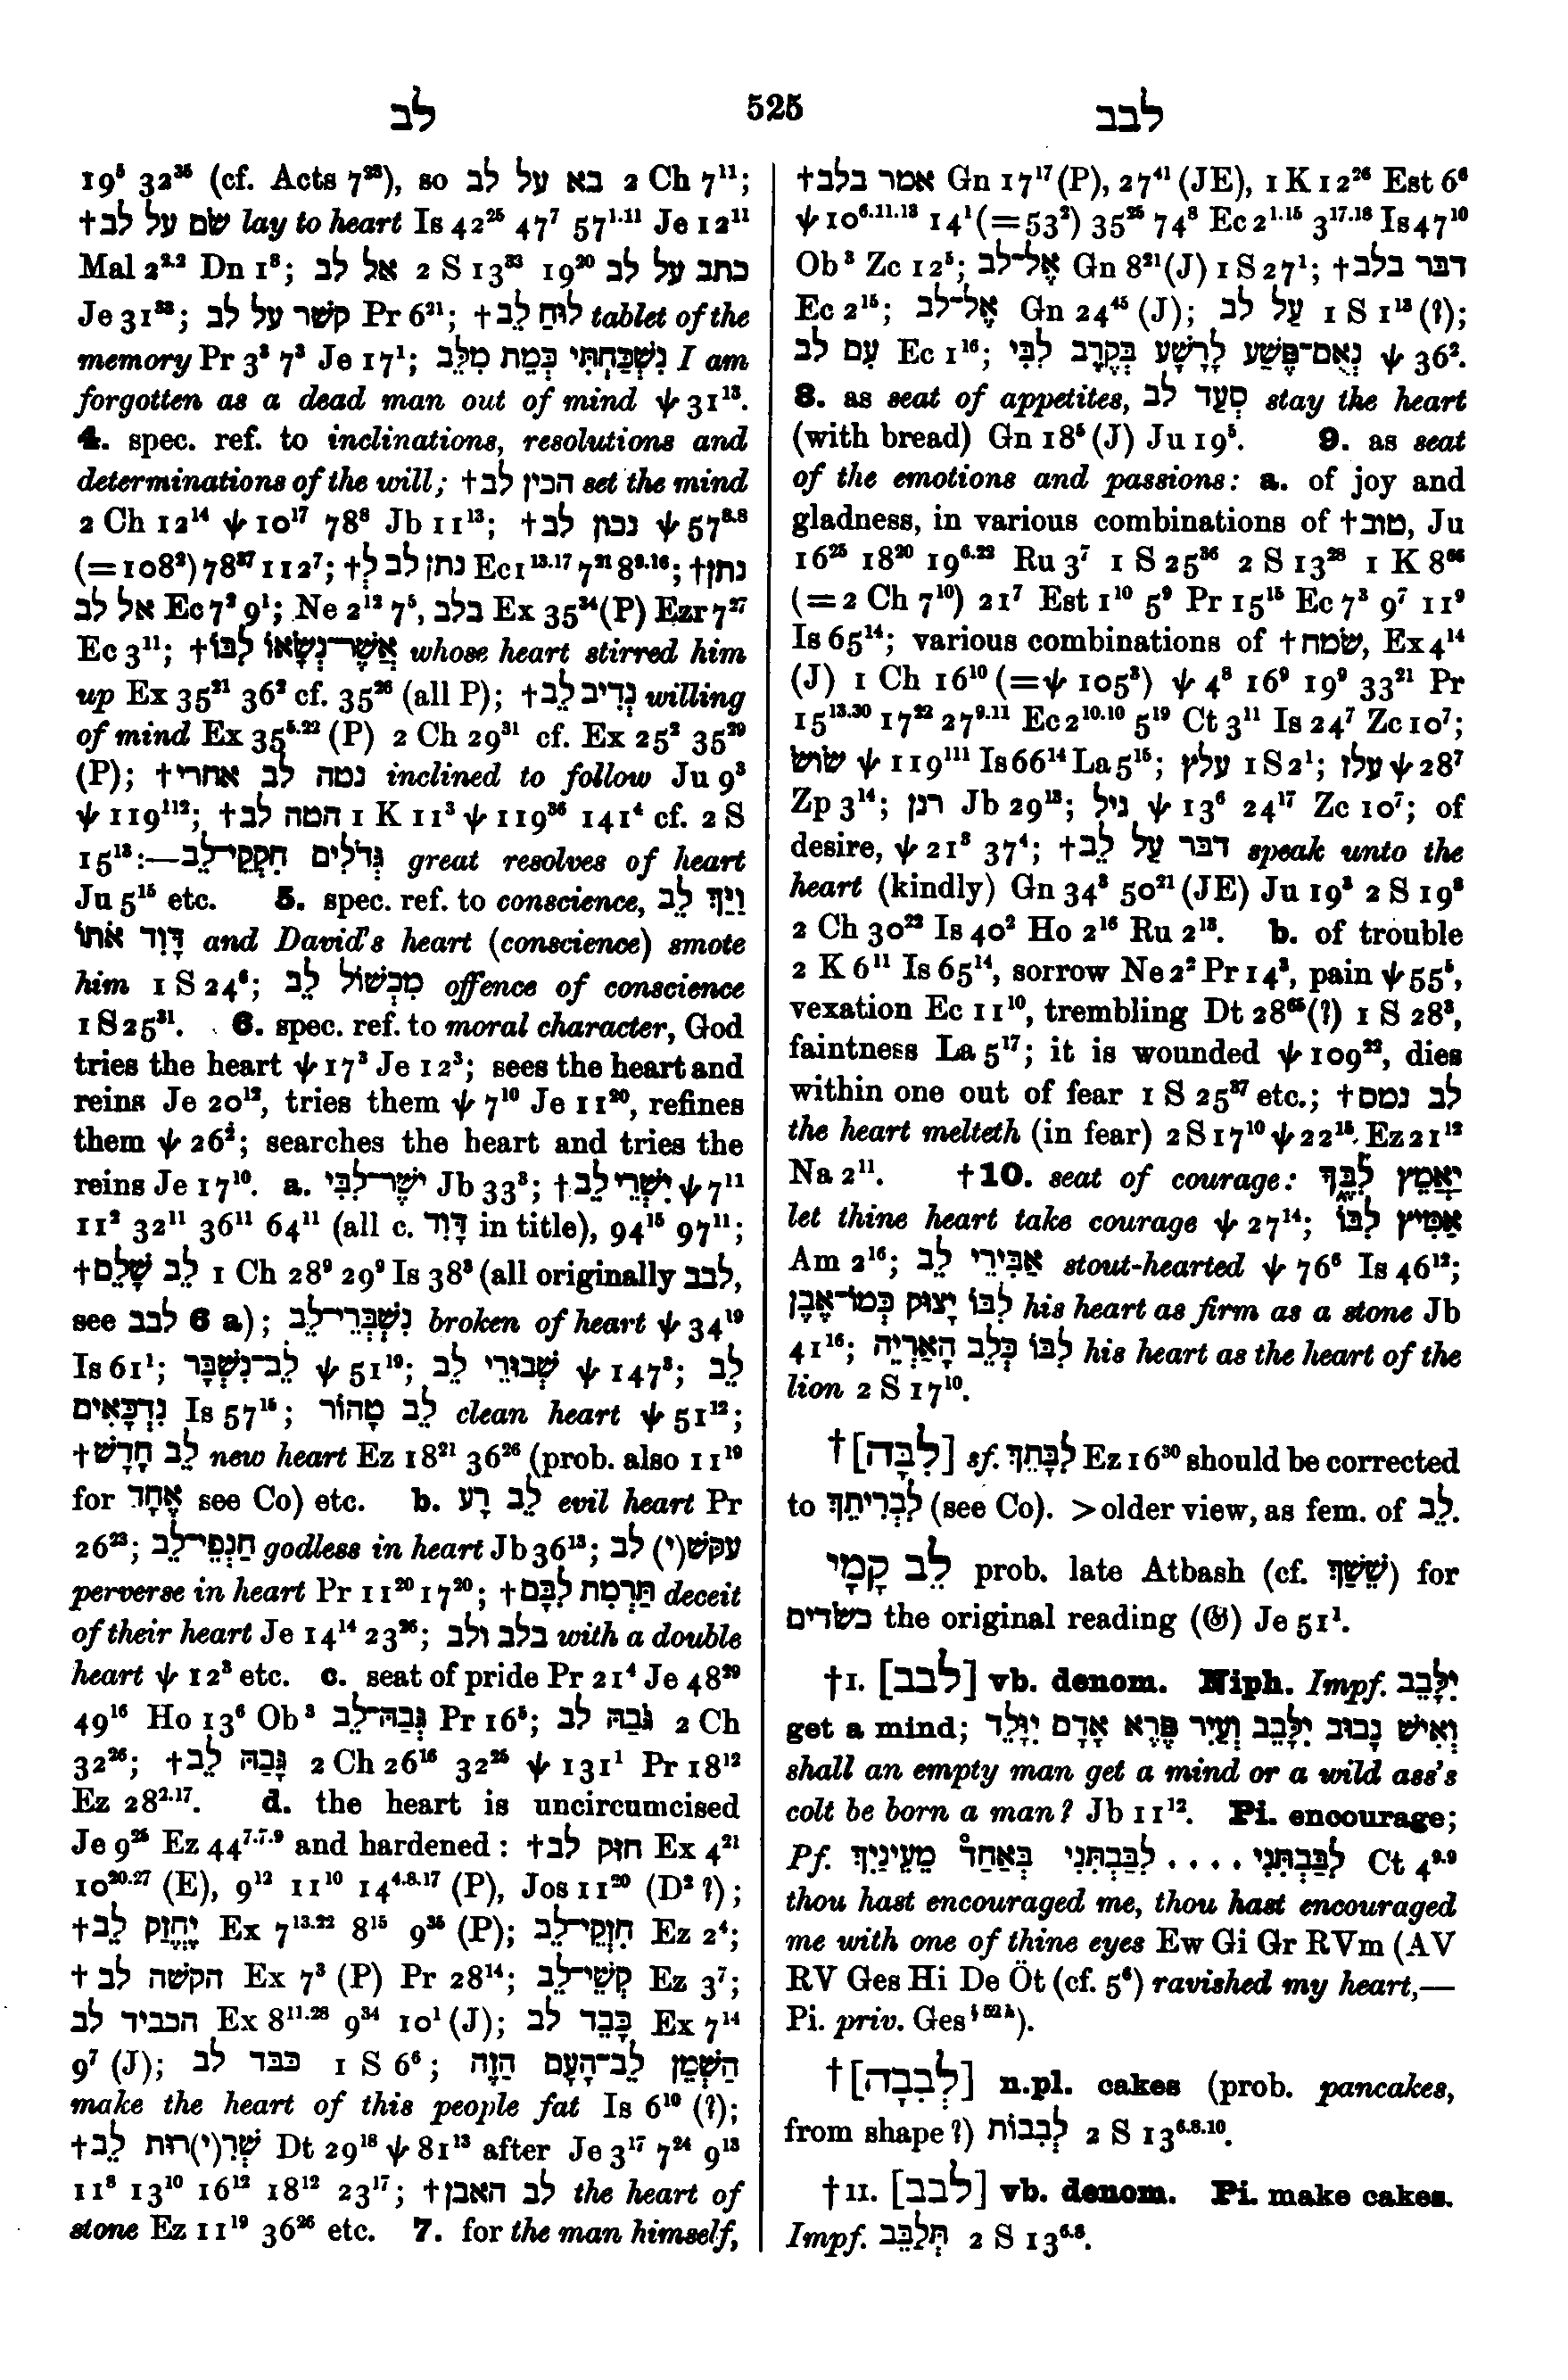 לב 525 לבב
19⁵ 32³⁵ (cf. Acts 7²³), so בא על לב 2 Ch 7¹¹;
†שׂם על לב lay to heart Is 42²⁵ 47⁷ 57¹·¹¹ Je 12¹¹
Mal 2²·² Dn 1⁸; אל לב 2 S 13³³ 19²⁰ כתב על לב
Je 31³³; קשר על לב Pr 6²¹; †לוּחַ לֵב tablet of the
memory Pr 3³ 7³ Je 17¹; נִשְׁכַּחְתִּי כְּמֵת מִלֵּב I am
forgotten as a dead man out of mind ψ 31¹³.
4. spec. ref. to inclinations, resolutions and
determinations of the will; †הכין לב set the mind
2 Ch 12¹⁴ ψ 10¹⁷ 78⁸ Jb 11¹³; †נכון לב ψ 57⁸·⁸
(=108²) 78³⁷ 112⁷; †נתן לב לְ Ec 1¹³·¹⁷ 7²¹ 8⁹·¹⁶; †נתן
אל לב Ec 7² 9¹; Ne 2¹² 7⁵, בלב Ex 35³⁴ (P) Ezr 7²⁷
Ec 3¹¹; †אֲשֶׁר־נְשָׂאוֹ לִבּוֹ whose heart stirred him
up Ex 35²¹ 36² cf. 35²⁶ (all P); †נְדִיב לֵב willing
of mind Ex 35⁵·²² (P) 2 Ch 29³¹ cf. Ex 25² 35²⁹
(P); †נטה לב אחרי inclined to follow Ju 9³
ψ 119¹¹²; †הטה לב 1 K 11³ ψ 119³⁶ 141⁴ cf. 2 S
15¹³:—גְּדֹלִים חִקְקֵי־לֵב great resolves of heart
Ju 5¹⁵ etc. 5. spec. ref. to conscience, וַיַּךְ לֵב
דָּוִד אֹתוֹ and David's heart (conscience) smote
him 1 S 24⁶; מִכְשׁוֹל לֵב offence of conscience
1 S 25³¹. 6. spec. ref. to moral character, God
tries the heart ψ 17³ Je 12³; sees the heart and
reins Je 20¹², tries them ψ 7¹⁰ Je 11²⁰, refines
them ψ 26²; searches the heart and tries the
reins Je 17¹⁰. a. יֹשֶׁר־לִבִּי Jb 33³; †יִשְׁרֵי־לֵב ψ 7¹¹
11² 32¹¹ 36¹¹ 64¹¹ (all c. דָּוִד in title), 94¹⁵ 97¹¹;
†לֵב שָׁלֵם 1 Ch 28⁹ 29⁹ Is 38³ (all originally לבב,
see לבב 6 a); נִשְׁבְּרֵי־לֵב broken of heart ψ 34¹⁹
Is 61¹; לֵב־נִשְׁבָּר ψ 51¹⁹; שְׁבוּרֵי לֵב ψ 147³; לֵב
נִדְכָּאִים Is 57¹⁵; לֵב טָהוֹר clean heart ψ 51¹²;
†לֵב חָדָשׁ new heart Ez 18²¹ 36²⁶ (prob. also 11¹⁹
for אֶחָד see Co) etc. b. לֵב רָע evil heart Pr
26²³; חַנְפֵי־לֵב godless in heart Jb 36¹³; עקש(י) לב
perverse in heart Pr 11²⁰ 17²⁰; †תַּרְמִת לִבָּם deceit
of their heart Je 14¹⁴ 23²⁶; בלב ולב with a double
heart ψ 12³ etc. c. seat of pride Pr 21⁴ Je 48²⁹
49¹⁶ Ho 13⁶ Ob³ גְּבַהּ־לֵב Pr 16⁵; גֹּבַהּ לב 2 Ch
32²⁶; †גָּבַהּ לֵב 2 Ch 26¹⁶ 32²⁵ ψ 131¹ Pr 18¹²
Ez 28²·¹⁷. d. the heart is uncircumcised
Je 9²⁵ Ez 44⁷·⁷·⁹ and hardened: †חזק לב Ex 4²¹
10²⁰·²⁷ (E), 9¹² 11¹⁰ 14⁴·⁸·¹⁷ (P), Jos 11²⁰ (D² ?);
†יֶחֱזַק לֵב Ex 7¹³·²² 8¹⁵ 9³⁵ (P); חִזְקֵי־לֵב Ez 2⁴;
†הקשה לב Ex 7³ (P) Pr 28¹⁴; קְשֵׁי־לֵב Ez 3⁷;
הכביד לב Ex 8¹¹·²⁸ 9³⁴ 10¹ (J); כָּבֵד לב Ex 7¹⁴
9⁷ (J); כבד לב 1 S 6⁶; הַשְׁמֵן לֵב־הָעָם הַזֶּה
make the heart of this people fat Is 6¹⁰ (?);
†שְׁרִ(י)רוּת לֵב Dt 29¹⁸ ψ 81¹³ after Je 3¹⁷ 7²⁴ 9¹³
11⁸ 13¹⁰ 16¹² 18¹² 23¹⁷; †לב האבן the heart of
stone Ez 11¹⁹ 36²⁶ etc. 7. for the man himself,
†אמר בלב Gn 17¹⁷ (P), 27⁴¹ (JE), 1 K 12²⁶ Est 6⁶
ψ 10⁶·¹¹·¹³ 14¹ (=53²) 35²⁵ 74⁸ Ec 2¹·¹⁵ 3¹⁷·¹⁸ Is 47¹⁰
Ob³ Zc 12⁵; אֶל־לב Gn 8²¹ (J) 1 S 27¹; †דבר בלב
Ec 2¹⁵; אֶל־לב Gn 24⁴⁵ (J); עַל לב 1 S 1¹³ (?);
עִם לב Ec 1¹⁶; נְאֻם־פֶּשַׁע לָרָשָׁע בְּקֶרֶב לִבִּי ψ 36².
8. as seat of appetites, סְעָד לב stay the heart
(with bread) Gn 18⁵ (J) Ju 19⁵. 9. as seat
of the emotions and passions: a. of joy and
gladness, in various combinations of †טוב, Ju
16²⁵ 18²⁰ 19⁶·²² Ru 3⁷ 1 S 25³⁶ 2 S 13²⁸ 1 K 8⁶⁶
(=2 Ch 7¹⁰) 21⁷ Est 1¹⁰ 5⁹ Pr 15¹⁵ Ec 7³ 9⁷ 11⁹
Is 65¹⁴; various combinations of †שׂמח, Ex 4¹⁴
(J) 1 Ch 16¹⁰ (=ψ 105³) ψ 4⁸ 16⁹ 19⁹ 33²¹ Pr
15¹³·³⁰ 17²² 27⁹·¹¹ Ec 2¹⁰·¹⁰ 5¹⁹ Ct 3¹¹ Is 24⁷ Zc 10⁷;
שׂושׂ ψ 119¹¹¹ Is 66¹⁴ La 5¹⁵; עלץ 1 S 2¹; עלז ψ 28⁷
Zp 3¹⁴; רנן Jb 29¹³; גיל ψ 13⁶ 24¹⁷ Zc 10⁷; of
desire, ψ 21³ 37⁴; †דבר עַל לֵב speak unto the
heart (kindly) Gn 34³ 50²¹ (JE) Ju 19³ 2 S 19⁸
2 Ch 30²² Is 40² Ho 2¹⁶ Ru 2¹³. b. of trouble
2 K 6¹¹ Is 65¹⁴, sorrow Ne 2² Pr 14³, pain ψ 55⁵,
vexation Ec 11¹⁰, trembling Dt 28⁶⁵ (?) 1 S 28³,
faintness La 5¹⁷; it is wounded ψ 109²², dies
within one out of fear 1 S 25³⁷ etc.; †לב נמס
the heart melteth (in fear) 2 S 17¹⁰ ψ 22¹⁵ Ez 21¹²
Na 2¹¹. †10. seat of courage: יַאֲמֵץ לִבֶּךָ
let thine heart take courage ψ 27¹⁴; אַמִּיץ לִבּוֹ
Am 2¹⁶; אַבִּירֵי לֵב stout-hearted ψ 76⁶ Is 46¹²;
לִבּוֹ יָצוּק כְּמוֹ־אֶבֶן his heart as firm as a stone Jb
41¹⁶; לִבּוֹ כְּלֵב הָאַרְיֵה his heart as the heart of the
lion 2 S 17¹⁰.
†[לִבָּה] sf. לִבָּתֵךְ Ez 16³⁰ should be corrected
to לִבְרִיתֵךְ (see Co). >older view, as fem. of לֵב.
לֵב קָמָי prob. late Atbash (cf. שֵׁשַׁךְ) for
כשדים the original reading (𝔊) Je 51¹.
†I. [לבב] vb. denom. Niph. Impf. יִלָּבֵב
get a mind; וְאִישׁ נָבוּב יִלָּבֵב וְעַיִר פֶּרֶא אָדָם יִוָּלֵד
shall an empty man get a mind or a wild ass's
colt be born a man? Jb 11¹². Pi. encourage;
Pf. לִבַּבְתִּנִי .... לִבַּבְתִּנִי בְּאַחַד מֵעֵינַיִךְ Ct 4⁹·⁹
thou hast encouraged me, thou hast encouraged
me with one of thine eyes Ew Gi Gr RVm (AV
RV Ges Hi De Öt (cf. 5⁶) ravished my heart,—
Pi. priv. Ges§ ⁵² ʰ).
†[לְבִבָה] n.pl. cakes (prob. pancakes,
from shape?) לְבִבוֹת 2 S 13⁶·⁸·¹⁰.
†II. [לבב] vb. denom. Pi. make cakes.
Impf. תְּלַבֵּב 2 S 13⁶·⁸.